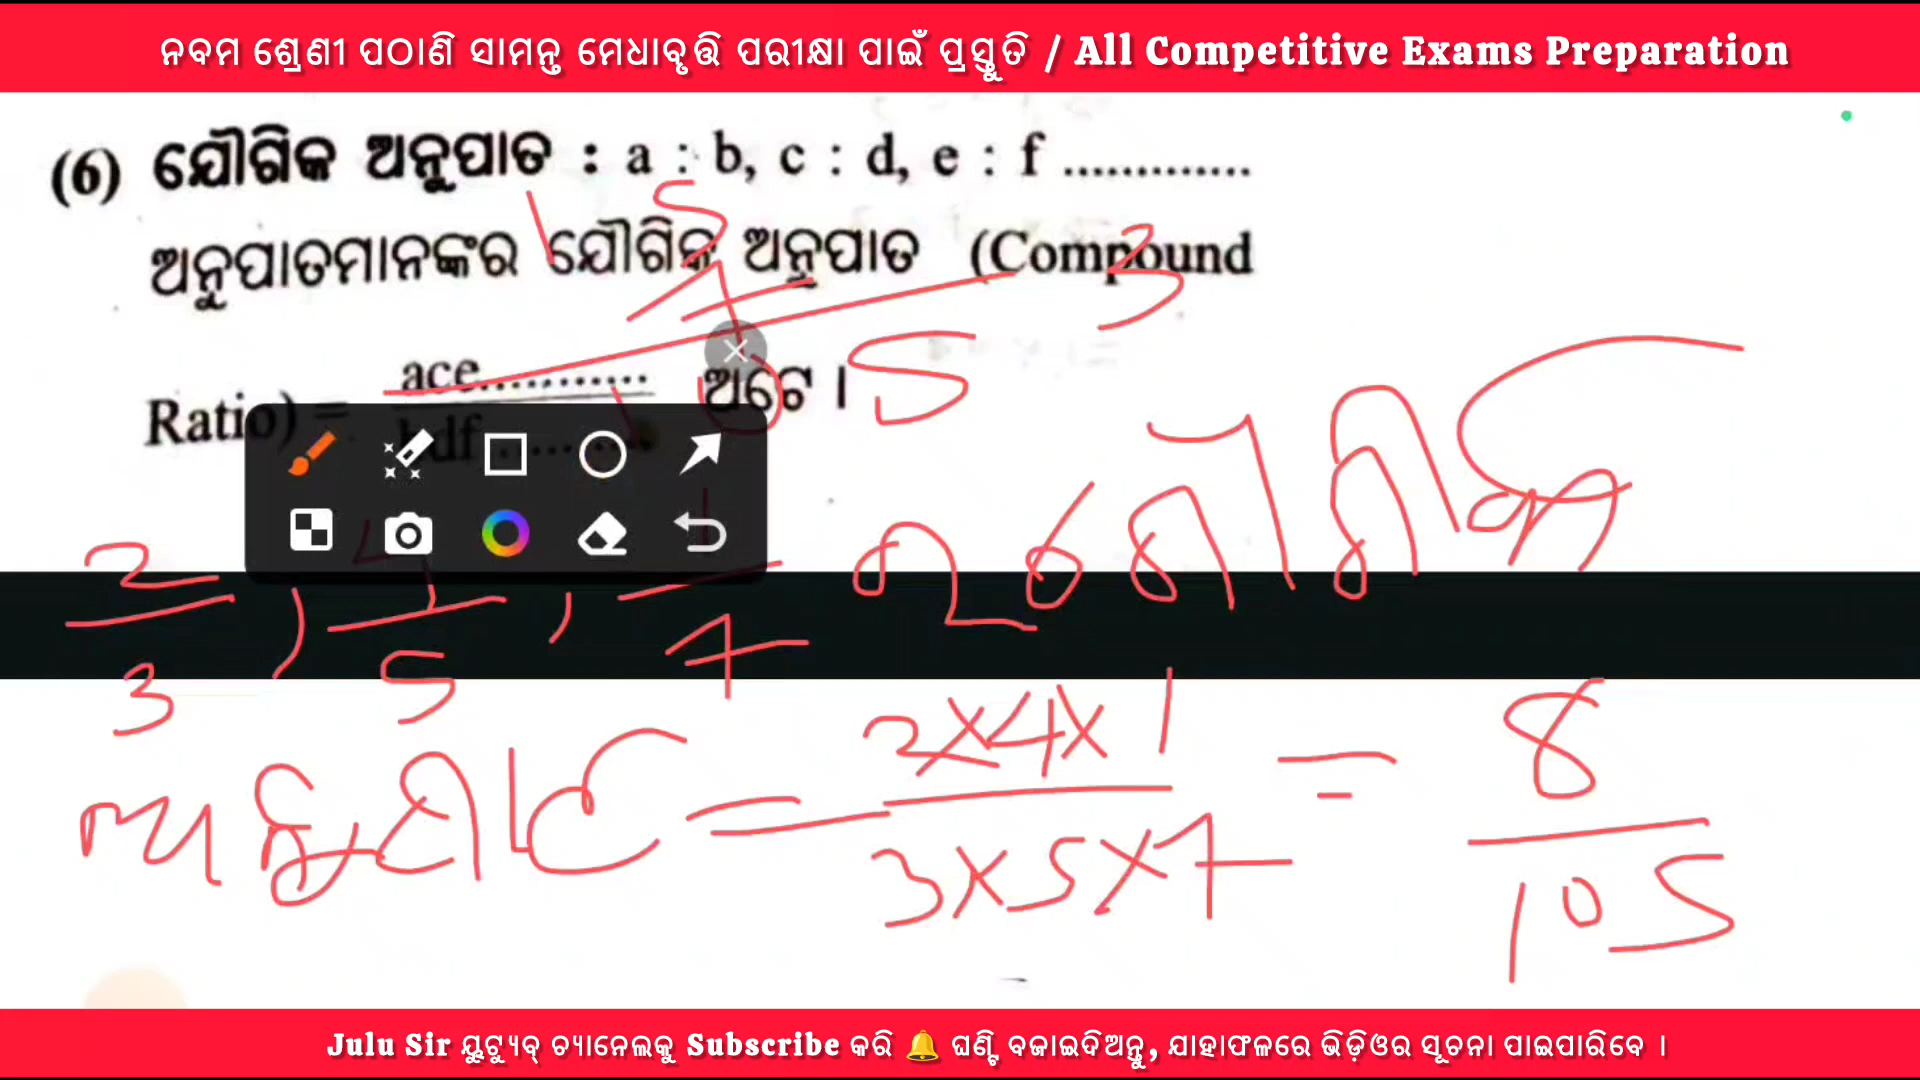 ନବମ ଶ୍ରେଣୀ ପଠାଣି ସାମନ୍ତ ମେଧାବୃତ୍ତି ପରୀକ୍ଷା ପାଇଁ ପ୍ରସ୍ତୁତି / All Competitive Exams Preparation
(6) ଯୌଗିକ ଅନୁପାତ : a : b, c : d, e : f .............
ଅନୁପାତମାନଙ୍କର ଯୌଗିକ ଅନୁପାତ (Compound
Ratio) = ace........... / bdf ........... ଅଟେ ।
2/3 , 4/5 , 1/7
= 2×4×1 / 3×5×7 = 8/105
Julu Sir ୟୁଟ୍ୟୁବ୍ ଚ୍ୟାନେଲକୁ Subscribe କରି 🔔 ଘଣ୍ଟି ବଜାଇଦିଅନ୍ତୁ, ଯାହାଫଳରେ ଭିଡ଼ିଓର ସୂଚନା ପାଇପାରିବେ ।